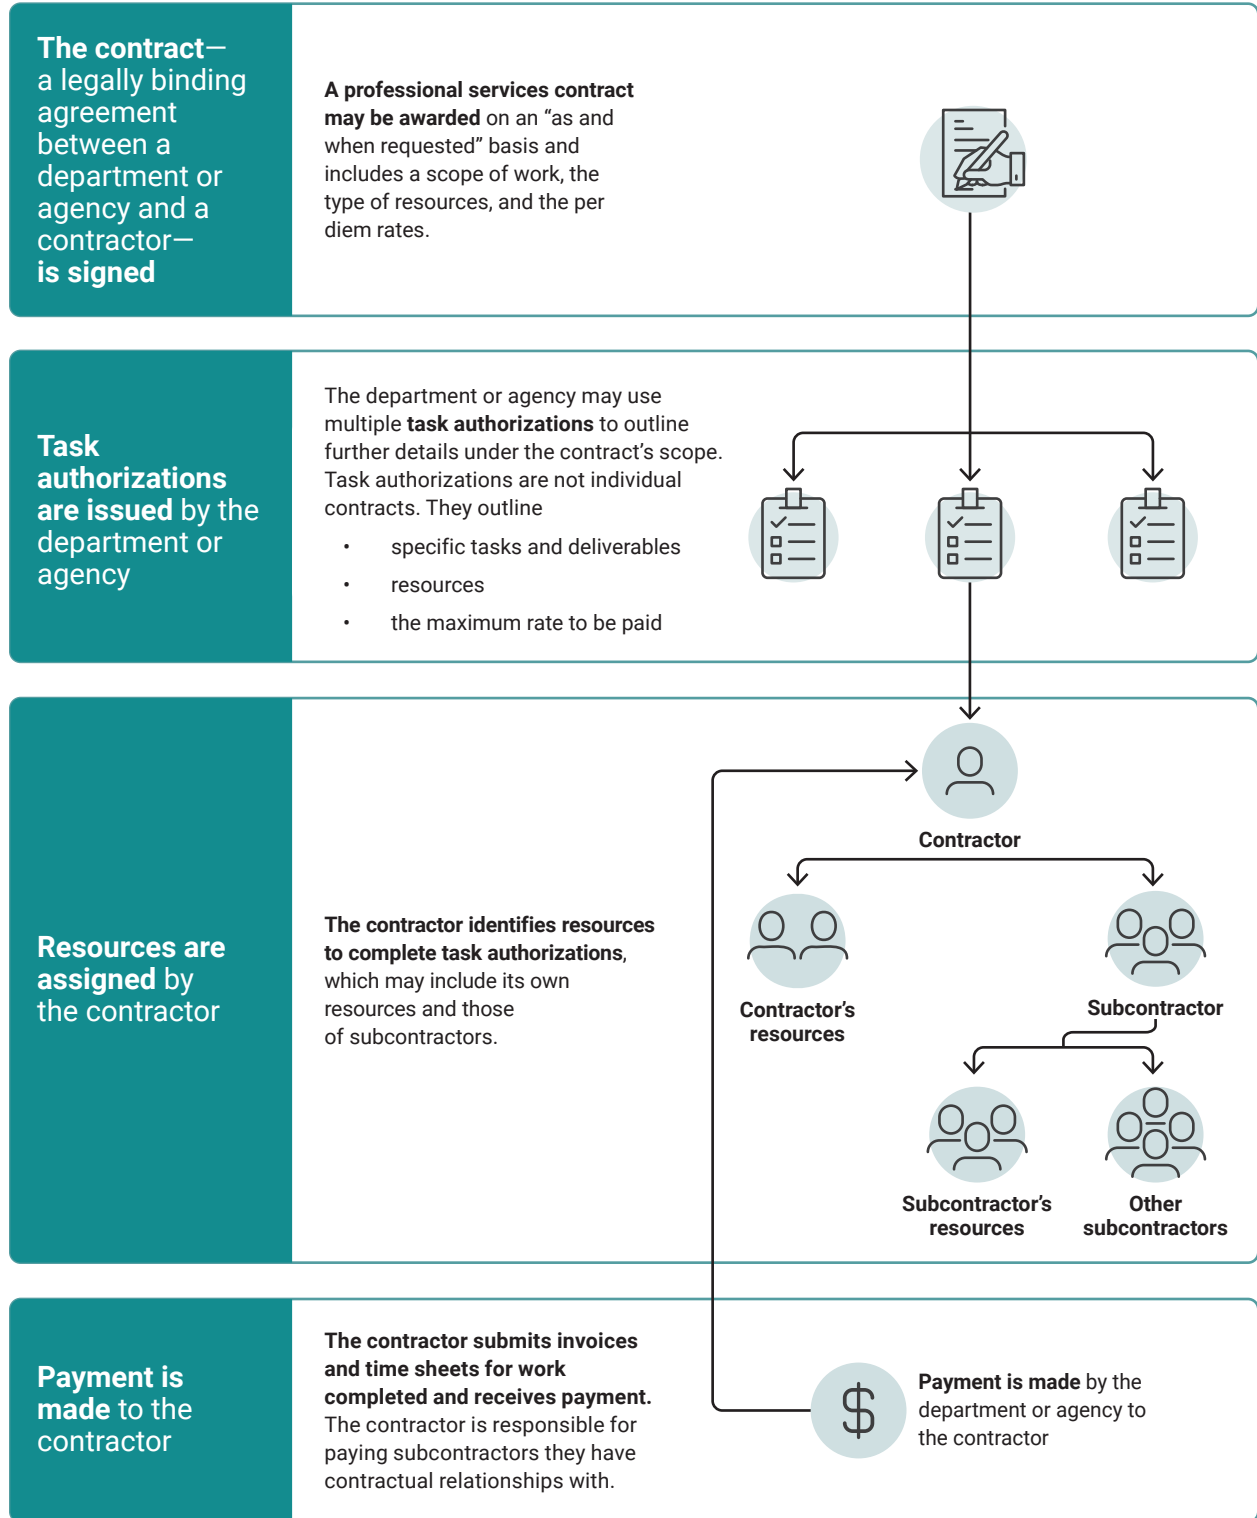 The contract—
a legally binding
agreement
between a
department or
agency and a
contractor—
is signed
A professional services contract
may be awarded on an “as and
when requested” basis and
includes a scope of work, the
type of resources, and the per
diem rates.
Task
authorizations
are issued by the
department or
agency
The department or agency may use
multiple task authorizations to outline
further details under the contract’s scope.
Task authorizations are not individual
contracts. They outline
• specific tasks and deliverables
• resources
• the maximum rate to be paid
Resources are
assigned by
the contractor
The contractor identifies resources
to complete task authorizations,
which may include its own
resources and those
of subcontractors.
Contractor
Contractor’s
resources
Subcontractor
Subcontractor’s
resources
Other
subcontractors
Payment is
made to the
contractor
The contractor submits invoices
and time sheets for work
completed and receives payment.
The contractor is responsible for
paying subcontractors they have
contractual relationships with.
$
Payment is made by the
department or agency to
the contractor